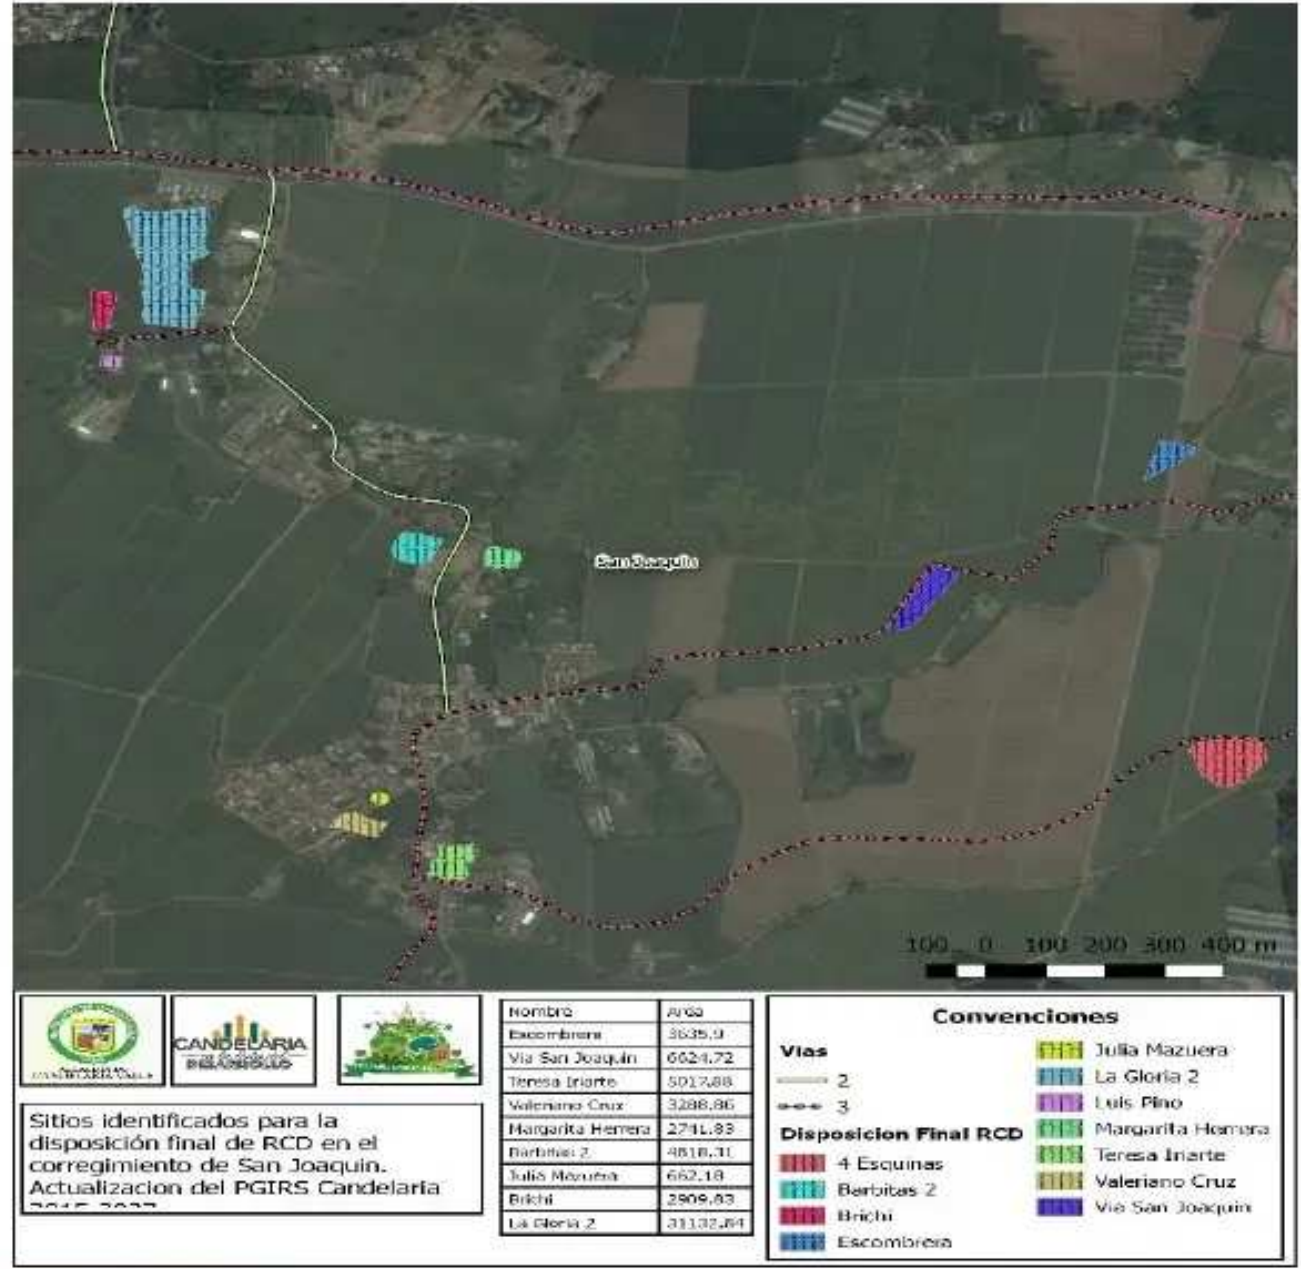 San Joaquin
100 0 100 200 300 400 m
CANDELARIA
Nombre Area
Escombrera 3635.9
Via San Joaquin 6624.72
Teresa Iriarte 5017.88
Valeriano Cruz 3288.86
Margarita Herrera 2741.83
Barbitas 2 4818.31
Julia Mazuera 662.18
Brichi 2909.83
La Gloria 2 31132.84
Sitios identificados para la
disposición final de RCD en el
corregimiento de San Joaquin.
Actualizacion del PGIRS Candelaria
Convenciones
Vias
2
3
Disposicion Final RCD
4 Esquinas
Barbitas 2
Brichi
Escombrera
Julia Mazuera
La Gloria 2
Luis Pino
Margarita Herrera
Teresa Iriarte
Valeriano Cruz
Via San Joaquin